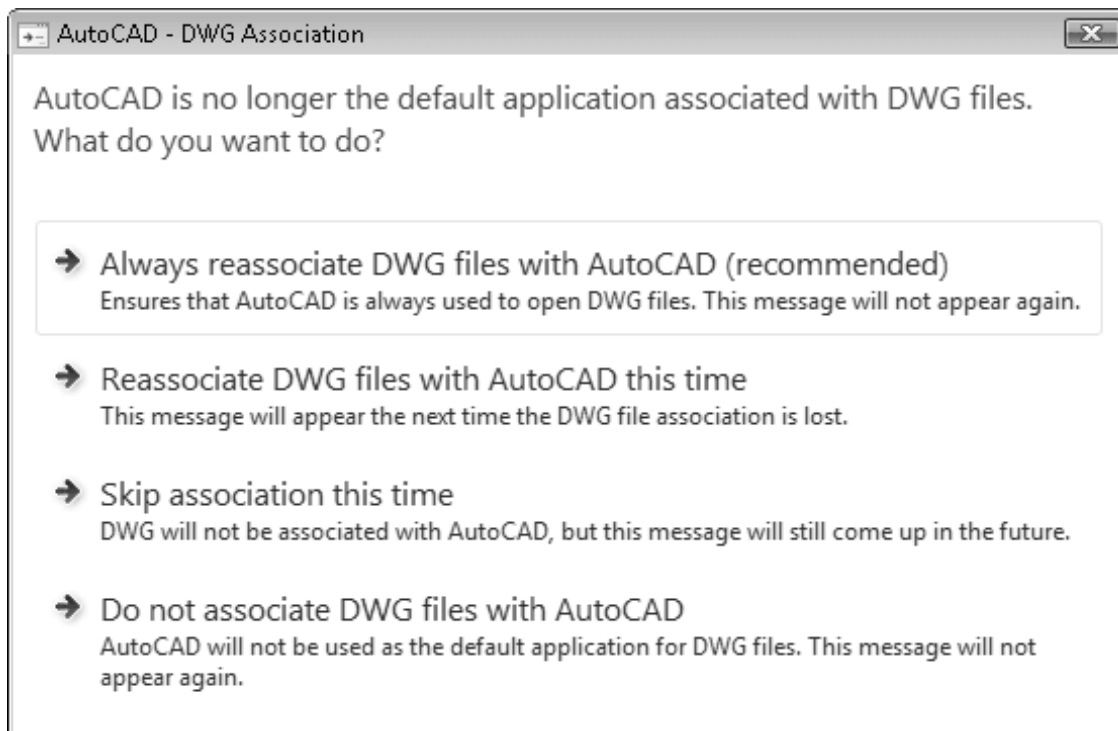 AutoCAD - DWG Association
AutoCAD is no longer the default application associated with DWG files.
What do you want to do?
Always reassociate DWG files with AutoCAD (recommended)
Ensures that AutoCAD is always used to open DWG files. This message will not appear again.
Reassociate DWG files with AutoCAD this time
This message will appear the next time the DWG file association is lost.
Skip association this time
DWG will not be associated with AutoCAD, but this message will still come up in the future.
Do not associate DWG files with AutoCAD
AutoCAD will not be used as the default application for DWG files. This message will not
appear again.